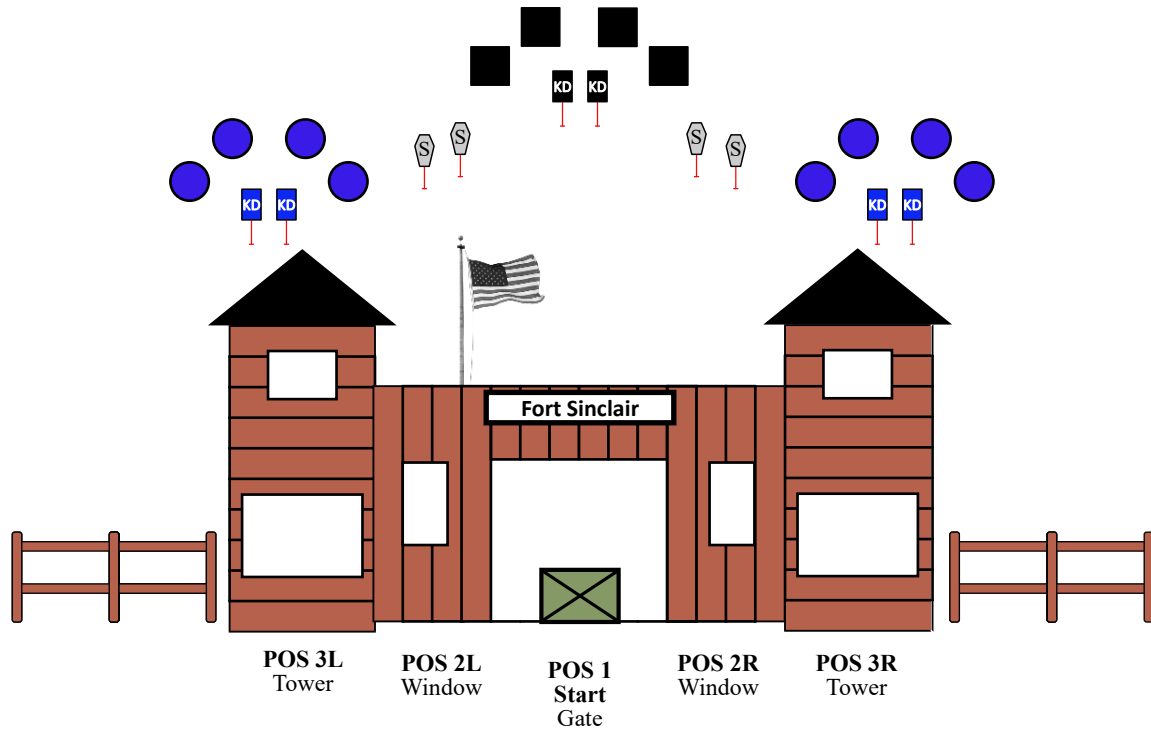 KD KD
S S S S
KD KD KD KD
Fort Sinclair
POS 3L
Tower
POS 2L
Window
POS 1
Start
Gate
POS 2R
Window
POS 3R
Tower